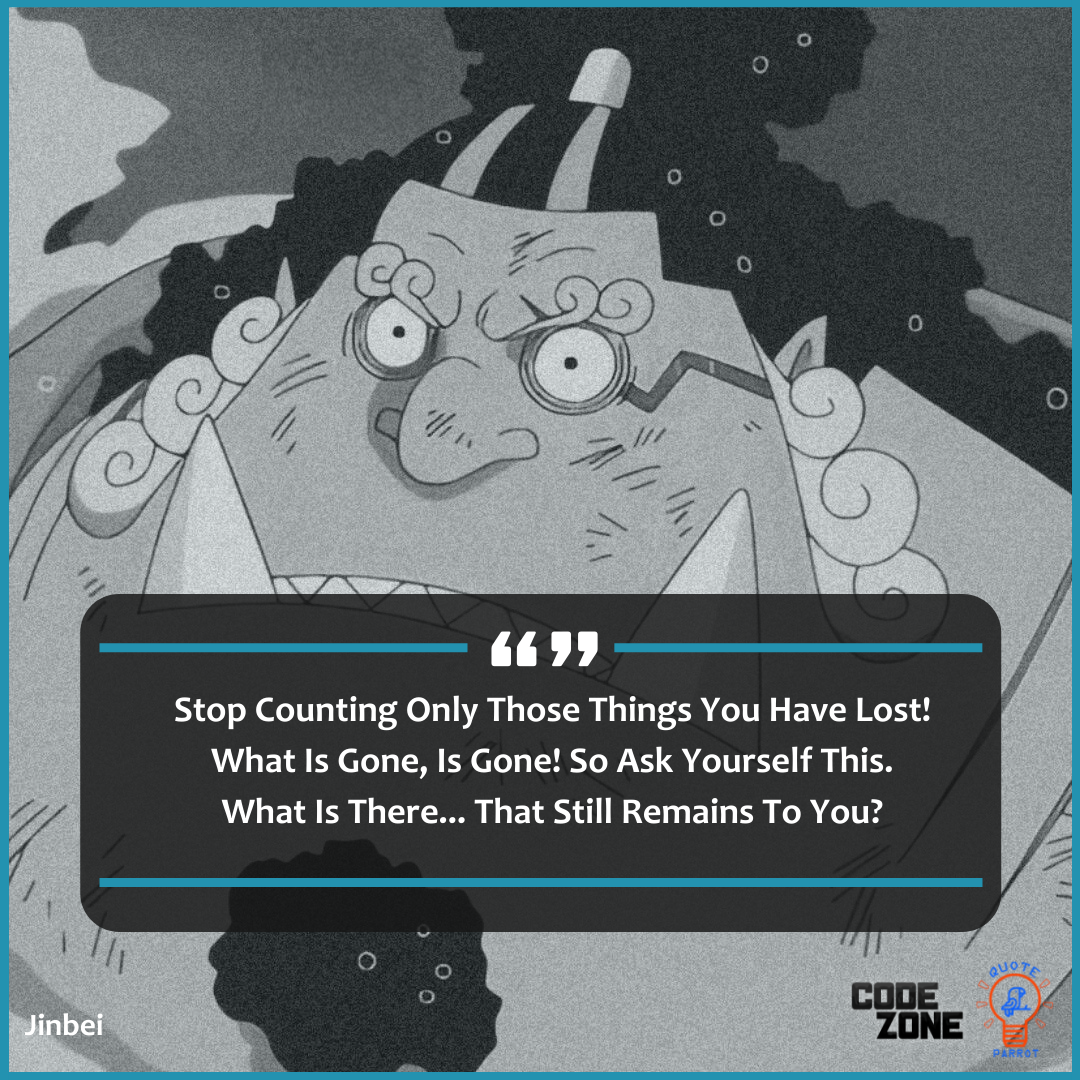 Stop Counting Only Those Things You Have Lost!
What Is Gone, Is Gone! So Ask Yourself This.
What Is There... That Still Remains To You?
Jinbei
CODE
ZONE
QUOTE
PARROT